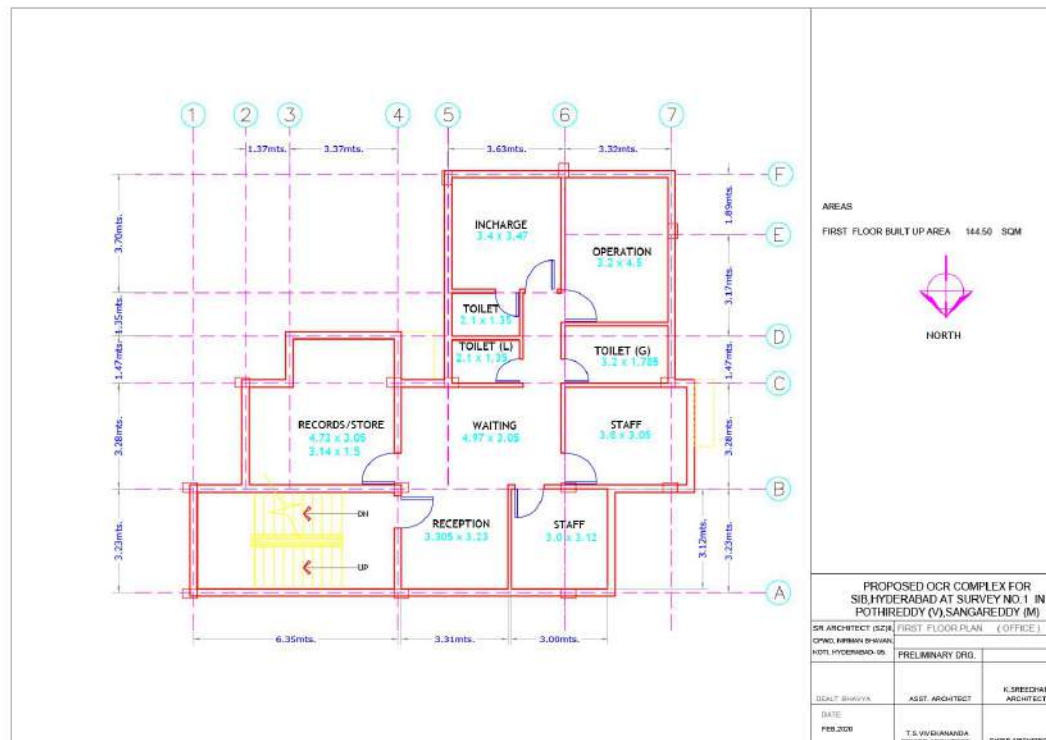 1
2
3
4
5
6
7
1.37mts.
3.37mts.
3.63mts.
3.32mts.
F
E
D
C
B
A
3.70mts.
1.35mts.
1.47mts.
3.28mts.
3.23mts.
1.89mts.
3.17mts.
1.47mts.
3.28mts.
3.12mts.
3.23mts.
INCHARGE
3.4 x 3.47
OPERATION
3.2 x 4.5
TOILET
2.1 x 1.35
TOILET (L)
2.1 x 1.35
TOILET (G)
3.2 x 1.785
RECORDS/STORE
4.73 x 3.05
3.14 x 1.5
WAITING
4.97 x 3.05
STAFF
3.8 x 3.05
DN
UP
RECEPTION
3.305 x 3.23
STAFF
3.0 x 3.12
6.35mts.
3.31mts.
3.00mts.
AREAS
FIRST FLOOR BUILT UP AREA 144.50 SQM
NORTH
PROPOSED OCR COMPLEX FOR
SIB,HYDERABAD AT SURVEY NO.1 IN
POTHIREDDY (V),SANGAREDDY (M)
SR ARCHITECT (SZ)II,
CPWD, NIRMAN BHAVAN,
KOTI, HYDERABAD- 95
FIRST FLOOR PLAN (OFFICE)
PRELIMINARY DRG.
DEALT BHAVYA
ASST. ARCHITECT
ARCHITECT
DATE
FEB,2020
T.S.VIVEKANANDA